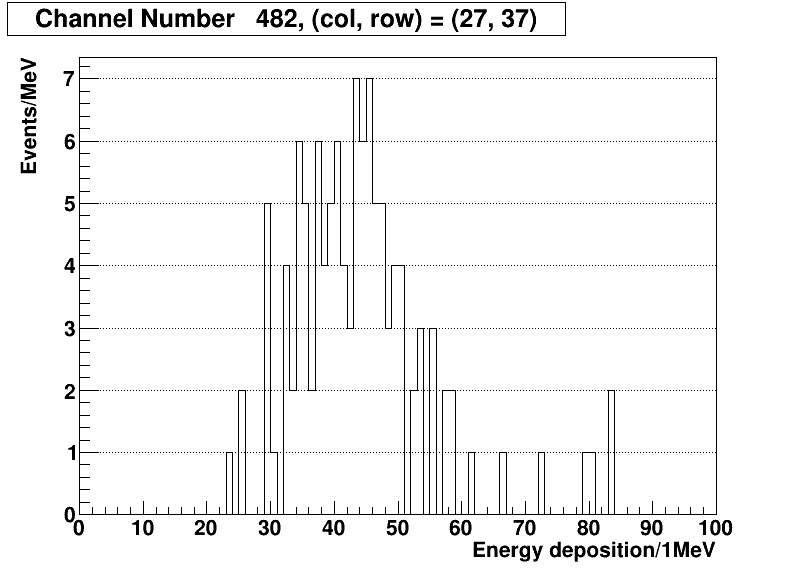 Channel Number 482, (col, row) = (27, 37)
Events/MeV
7
6
5
4
3
2
1
0
0 10 20 30 40 50 60 70 80 90 100
Energy deposition/1MeV